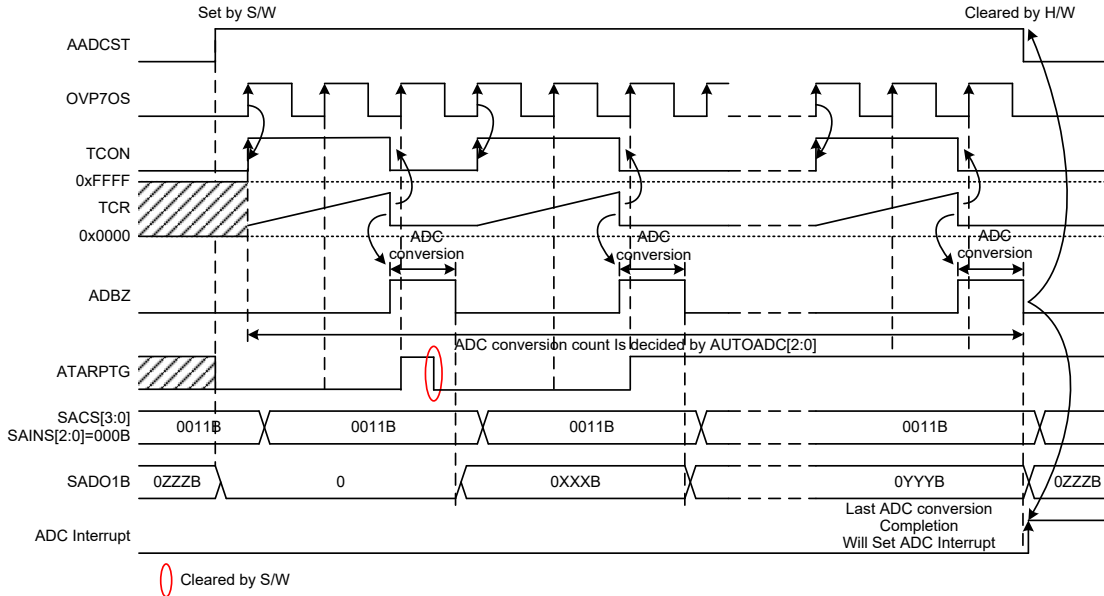 Set by S/W
Cleared by H/W
AADCST
OVP7OS
TCON
0xFFFF
TCR
0x0000
ADC
conversion
ADC
conversion
ADC
conversion
ADBZ
ADC conversion count Is decided by AUTOADC[2:0]
ATARPTG
SACS[3:0]
SAINS[2:0]=000B
0011B
0011B
0011B
0011B
SADO1B
0ZZZB
0
0XXXB
0YYYB
0ZZZB
Last ADC conversion
Completion
Will Set ADC Interrupt
ADC Interrupt
Cleared by S/W